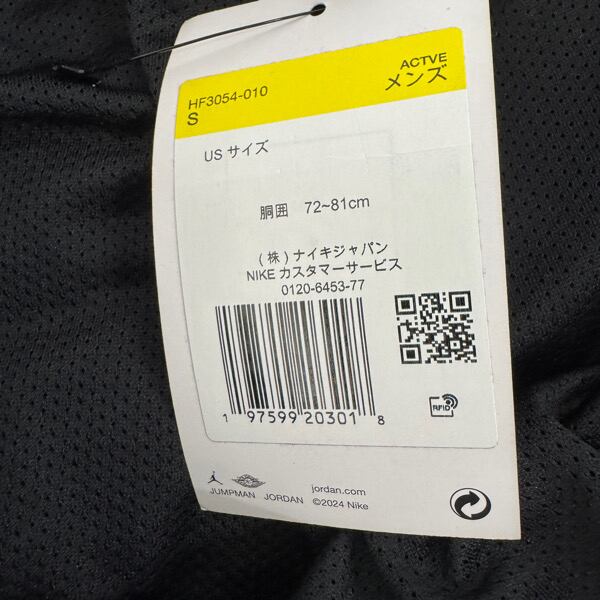 HF3054-010
S
ACTVE
メンズ
US サイズ
胴囲 72~81cm
(株)ナイキジャパン
NIKE カスタマーサービス
0120-6453-77
1 97599 20301 8
RFID
JUMPMAN JORDAN
jordan.com
©2024 Nike